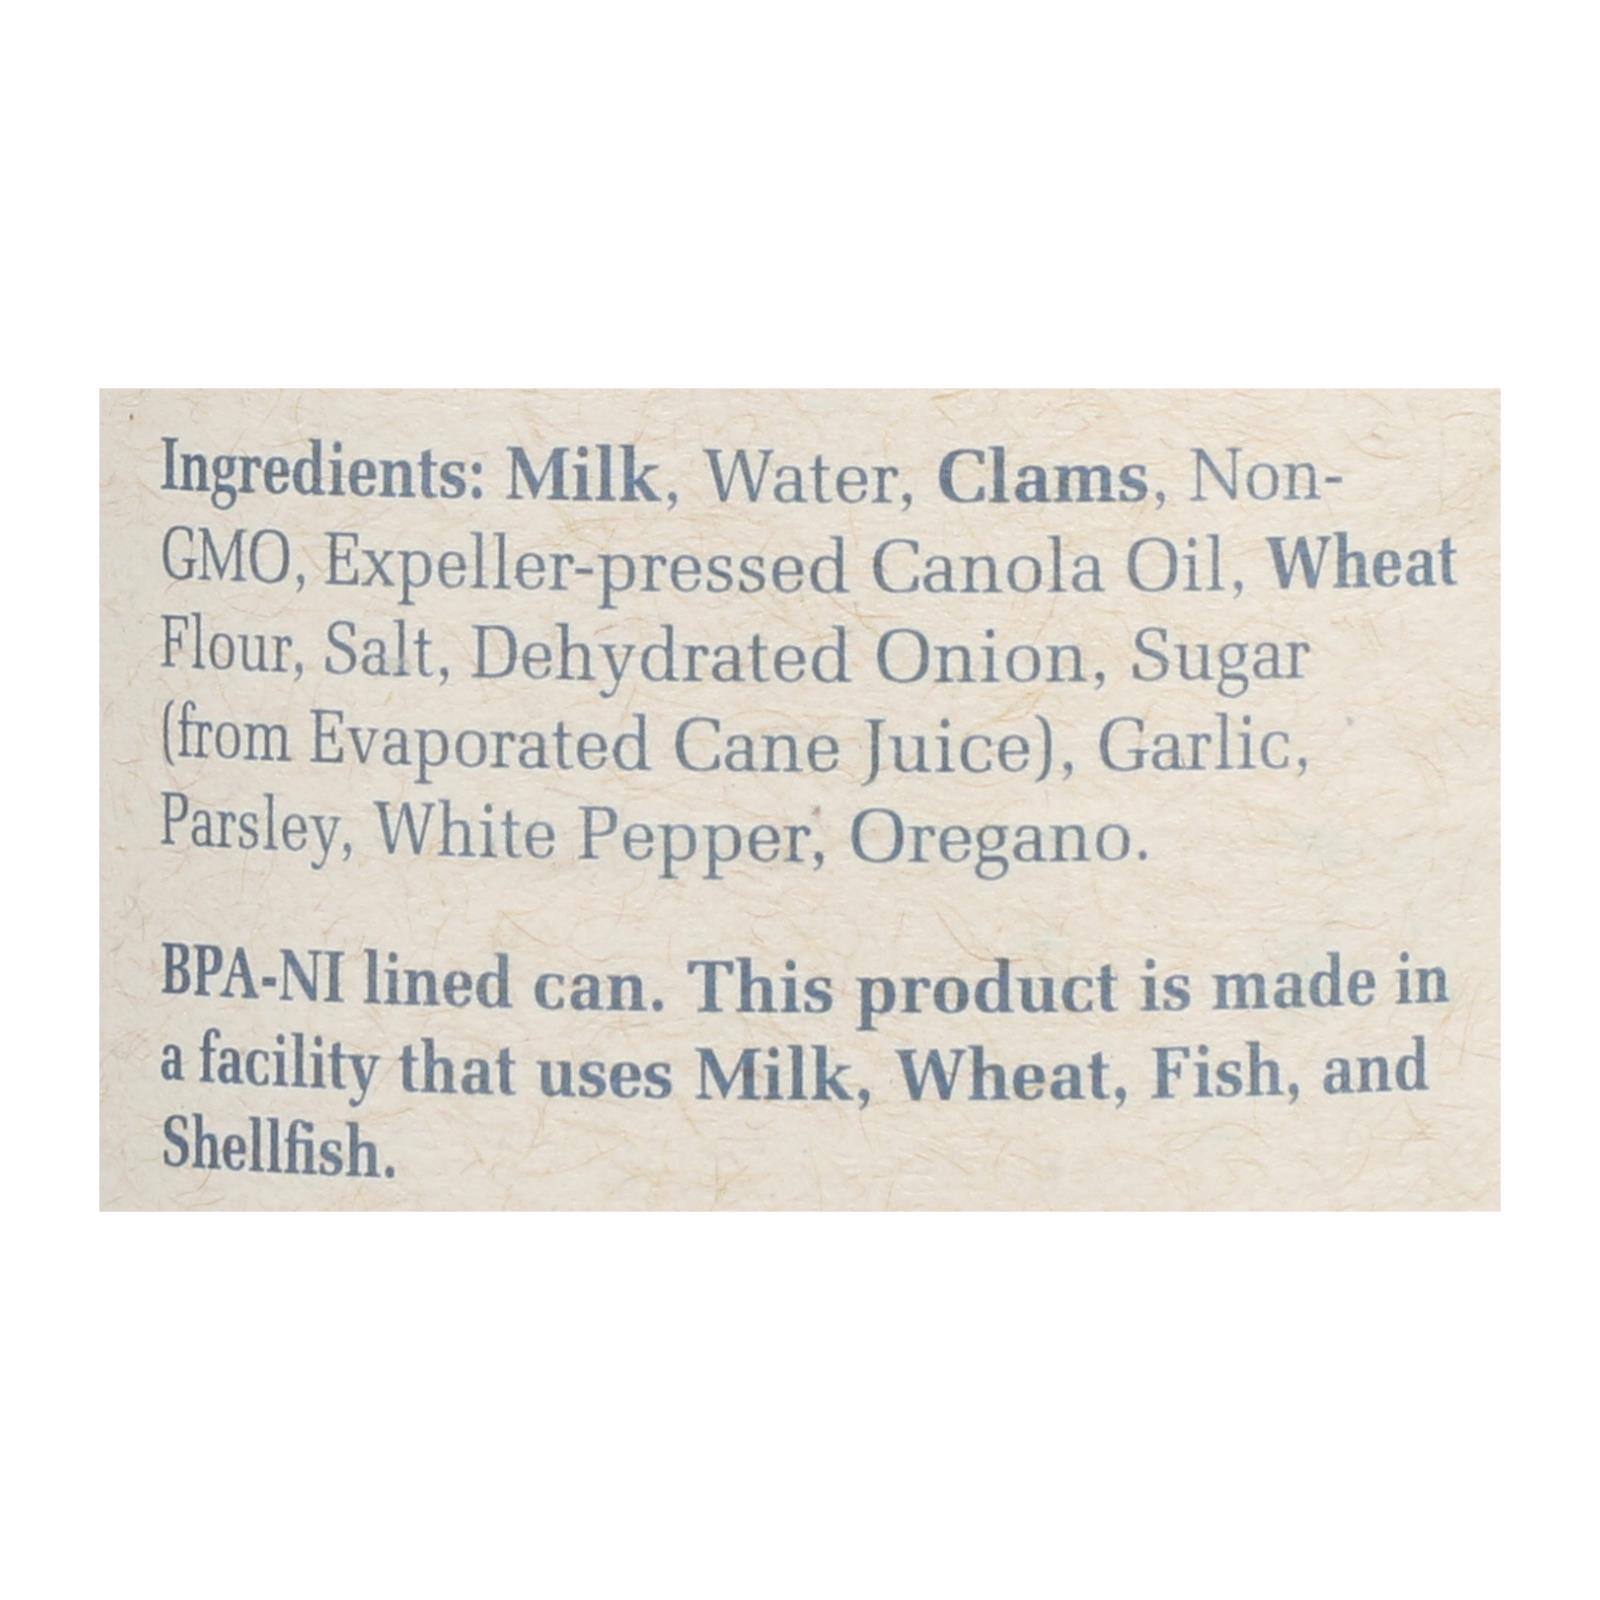 Ingredients: Milk, Water, Clams, Non-
GMO, Expeller-pressed Canola Oil, Wheat
Flour, Salt, Dehydrated Onion, Sugar
(from Evaporated Cane Juice), Garlic,
Parsley, White Pepper, Oregano.
BPA-NI lined can. This product is made in
a facility that uses Milk, Wheat, Fish, and
Shellfish.